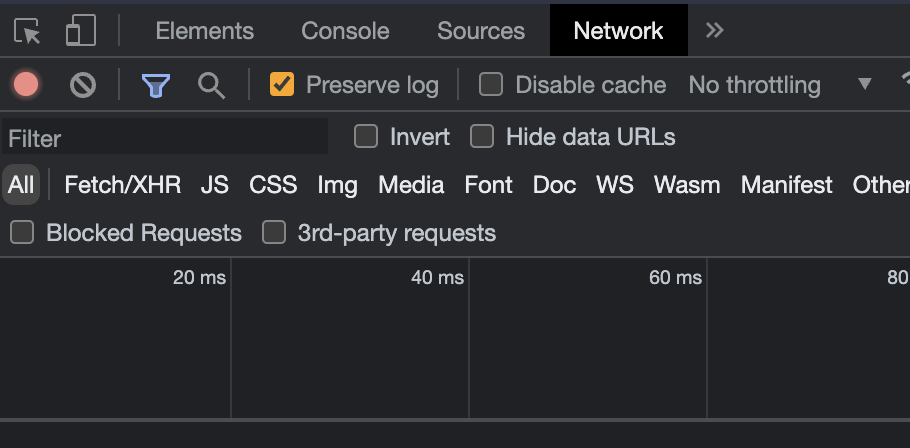 Elements Console Sources Network
Preserve log Disable cache No throttling
Filter Invert Hide data URLs
All Fetch/XHR JS CSS Img Media Font Doc WS Wasm Manifest Other
Blocked Requests 3rd-party requests
20 ms 40 ms 60 ms 80